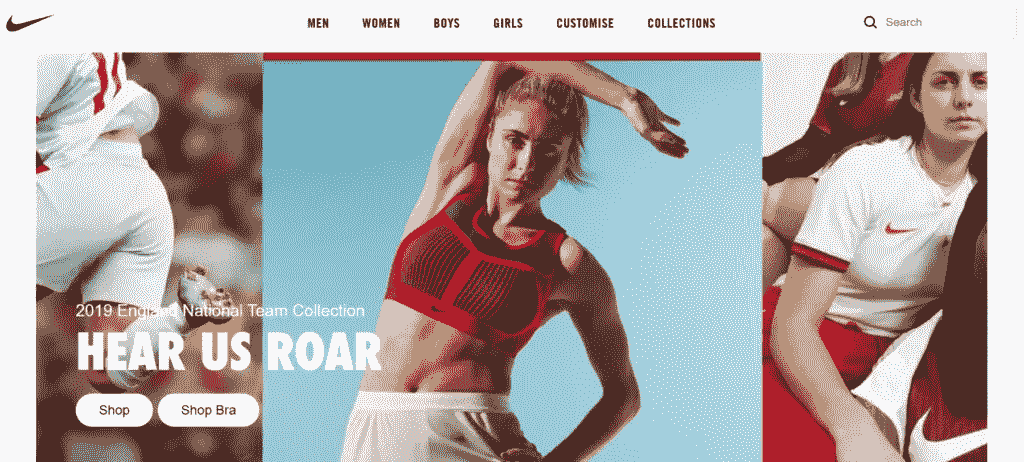 MEN WOMEN BOYS GIRLS CUSTOMISE COLLECTIONS Search
2019 England National Team Collection
HEAR US ROAR
Shop Shop Bra